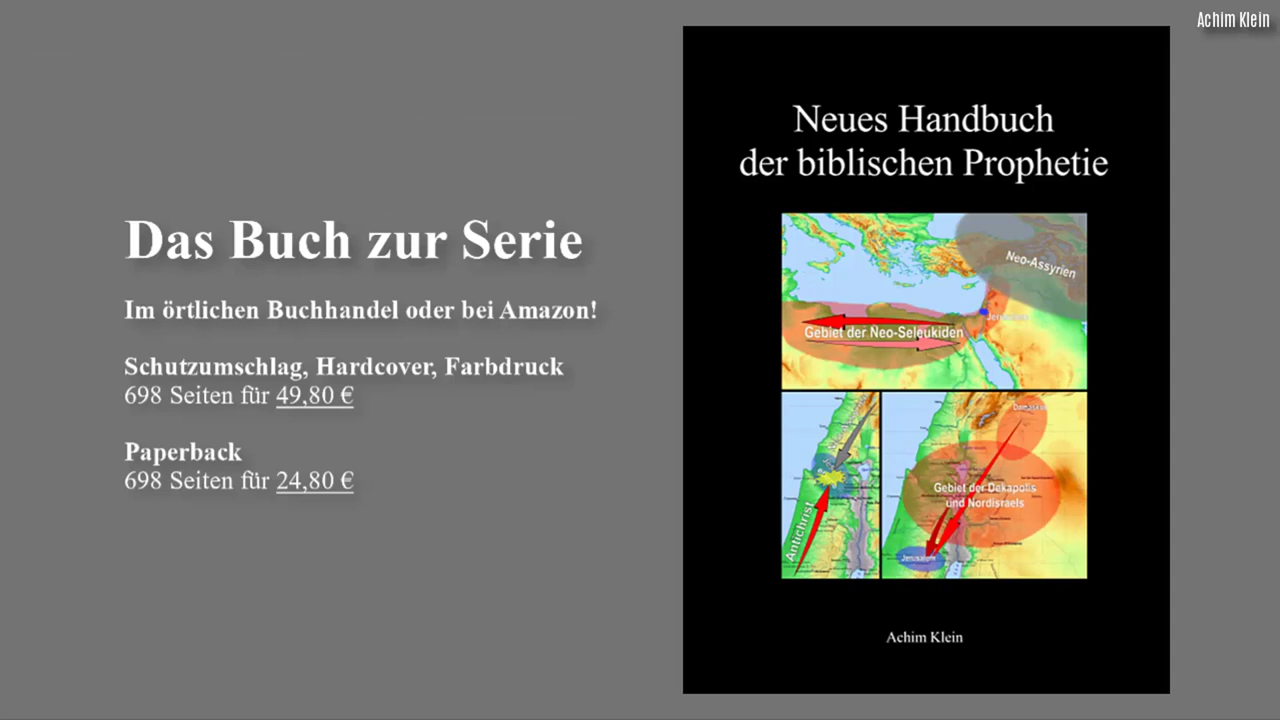 Achim Klein
Das Buch zur Serie
Im örtlichen Buchhandel oder bei Amazon!
Schutzumschlag, Hardcover, Farbdruck
698 Seiten für 49,80 €
Paperback
698 Seiten für 24,80 €
Neues Handbuch
der biblischen Prophetie
Neo-Assyrien
Jerusalem
Gebiet der Neo-Seleukiden
Antichrist
Damaskus
Gebiet der Dekapolis
und Nordisraels
Jerusalem
Achim Klein